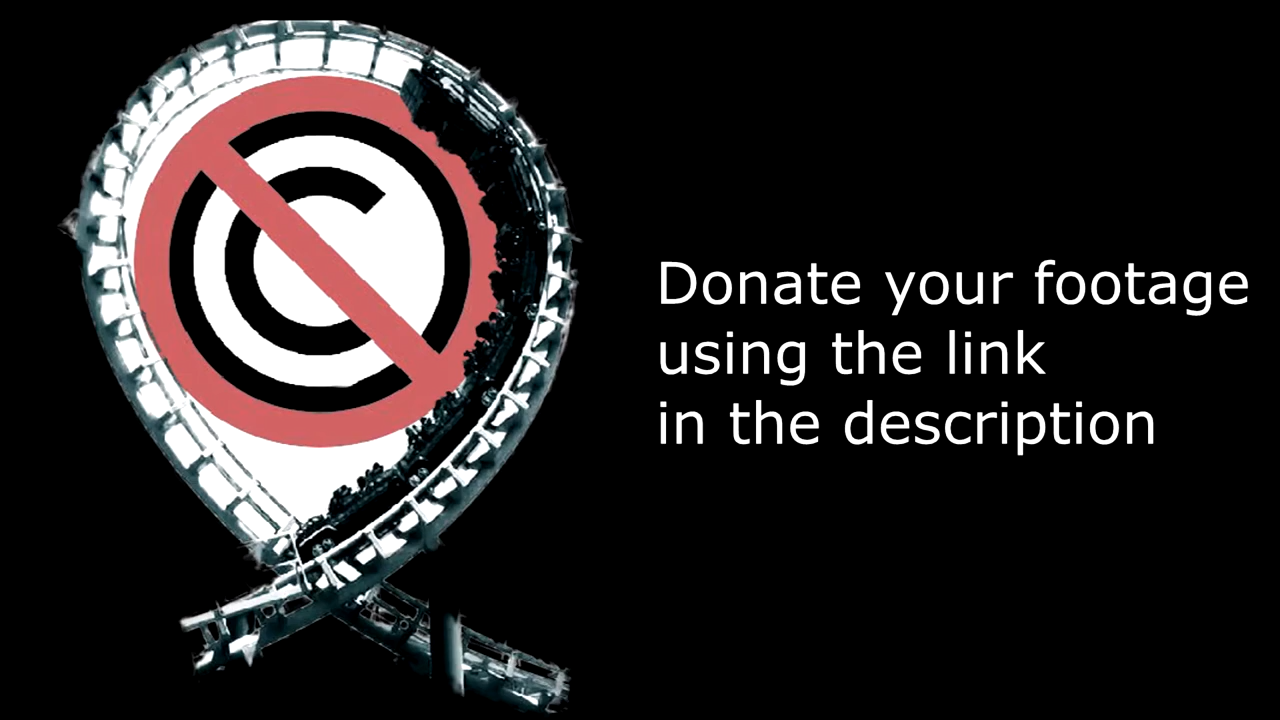 Donate your footage
using the link
in the description